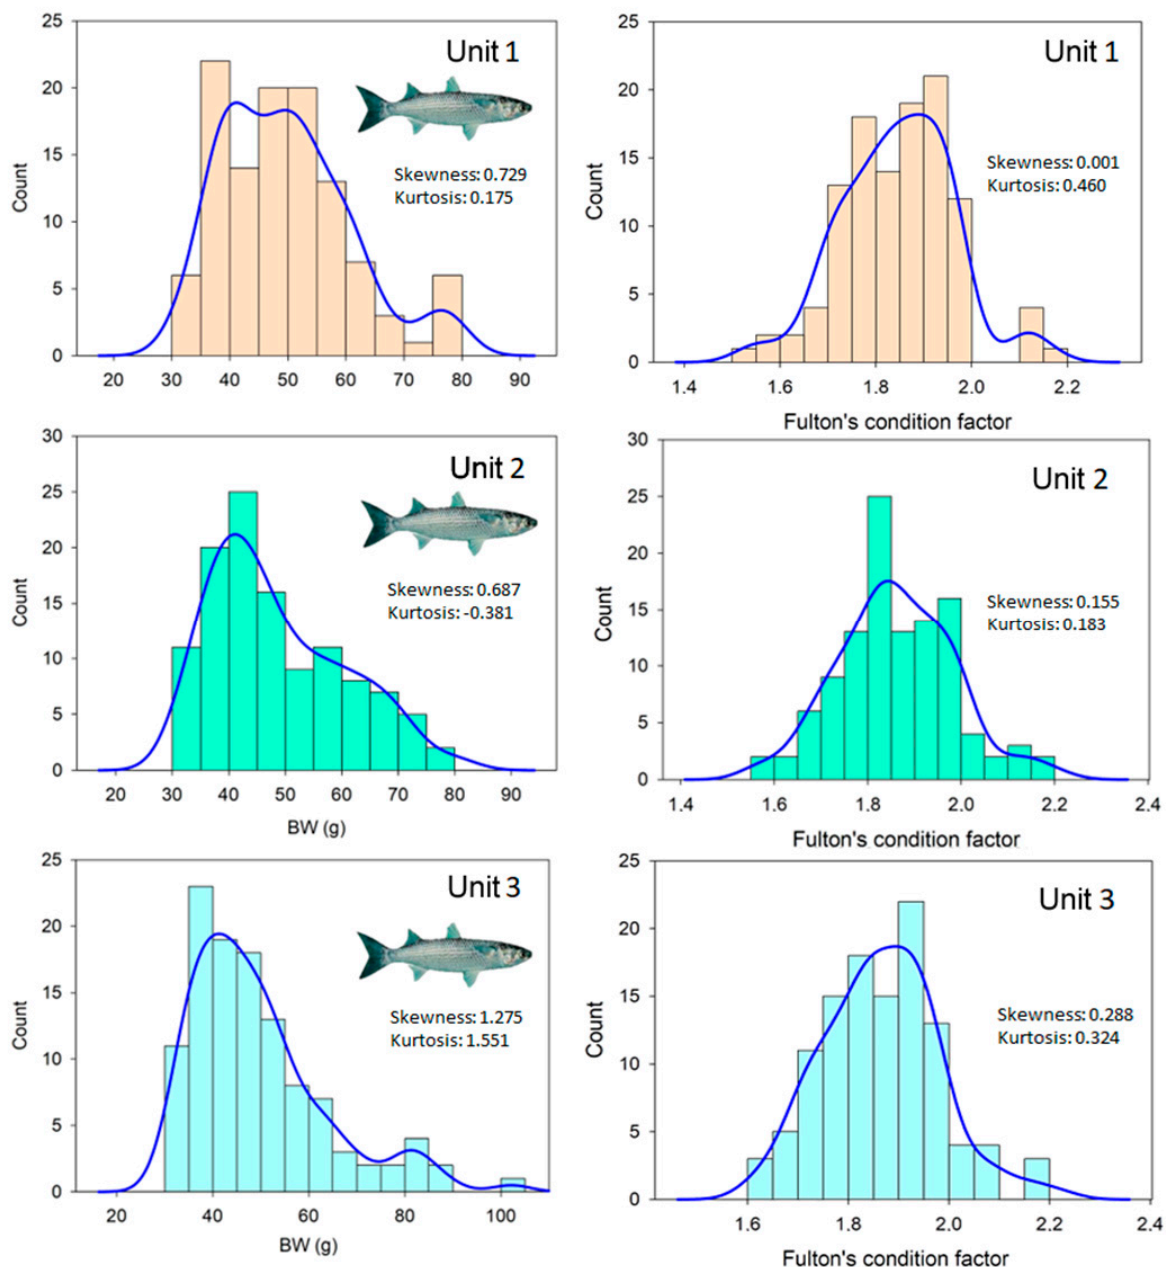 25
20
15
10
5
0
Count
Unit 1
Skewness: 0.729
Kurtosis: 0.175
20 30 40 50 60 70 80 90
25
20
15
10
5
0
Count
Unit 1
Skewness: 0.001
Kurtosis: 0.460
1.4 1.6 1.8 2.0 2.2
Fulton's condition factor
30
25
20
15
10
5
0
Count
Unit 2
Skewness: 0.687
Kurtosis: -0.381
20 30 40 50 60 70 80 90
BW (g)
30
25
20
15
10
5
0
Count
Unit 2
Skewness: 0.155
Kurtosis: 0.183
1.4 1.6 1.8 2.0 2.2 2.4
Fulton's condition factor
25
20
15
10
5
0
Count
Unit 3
Skewness: 1.275
Kurtosis: 1.551
20 40 60 80 100
BW (g)
25
20
15
10
5
0
Count
Unit 3
Skewness: 0.288
Kurtosis: 0.324
1.6 1.8 2.0 2.2 2.4
Fulton's condition factor